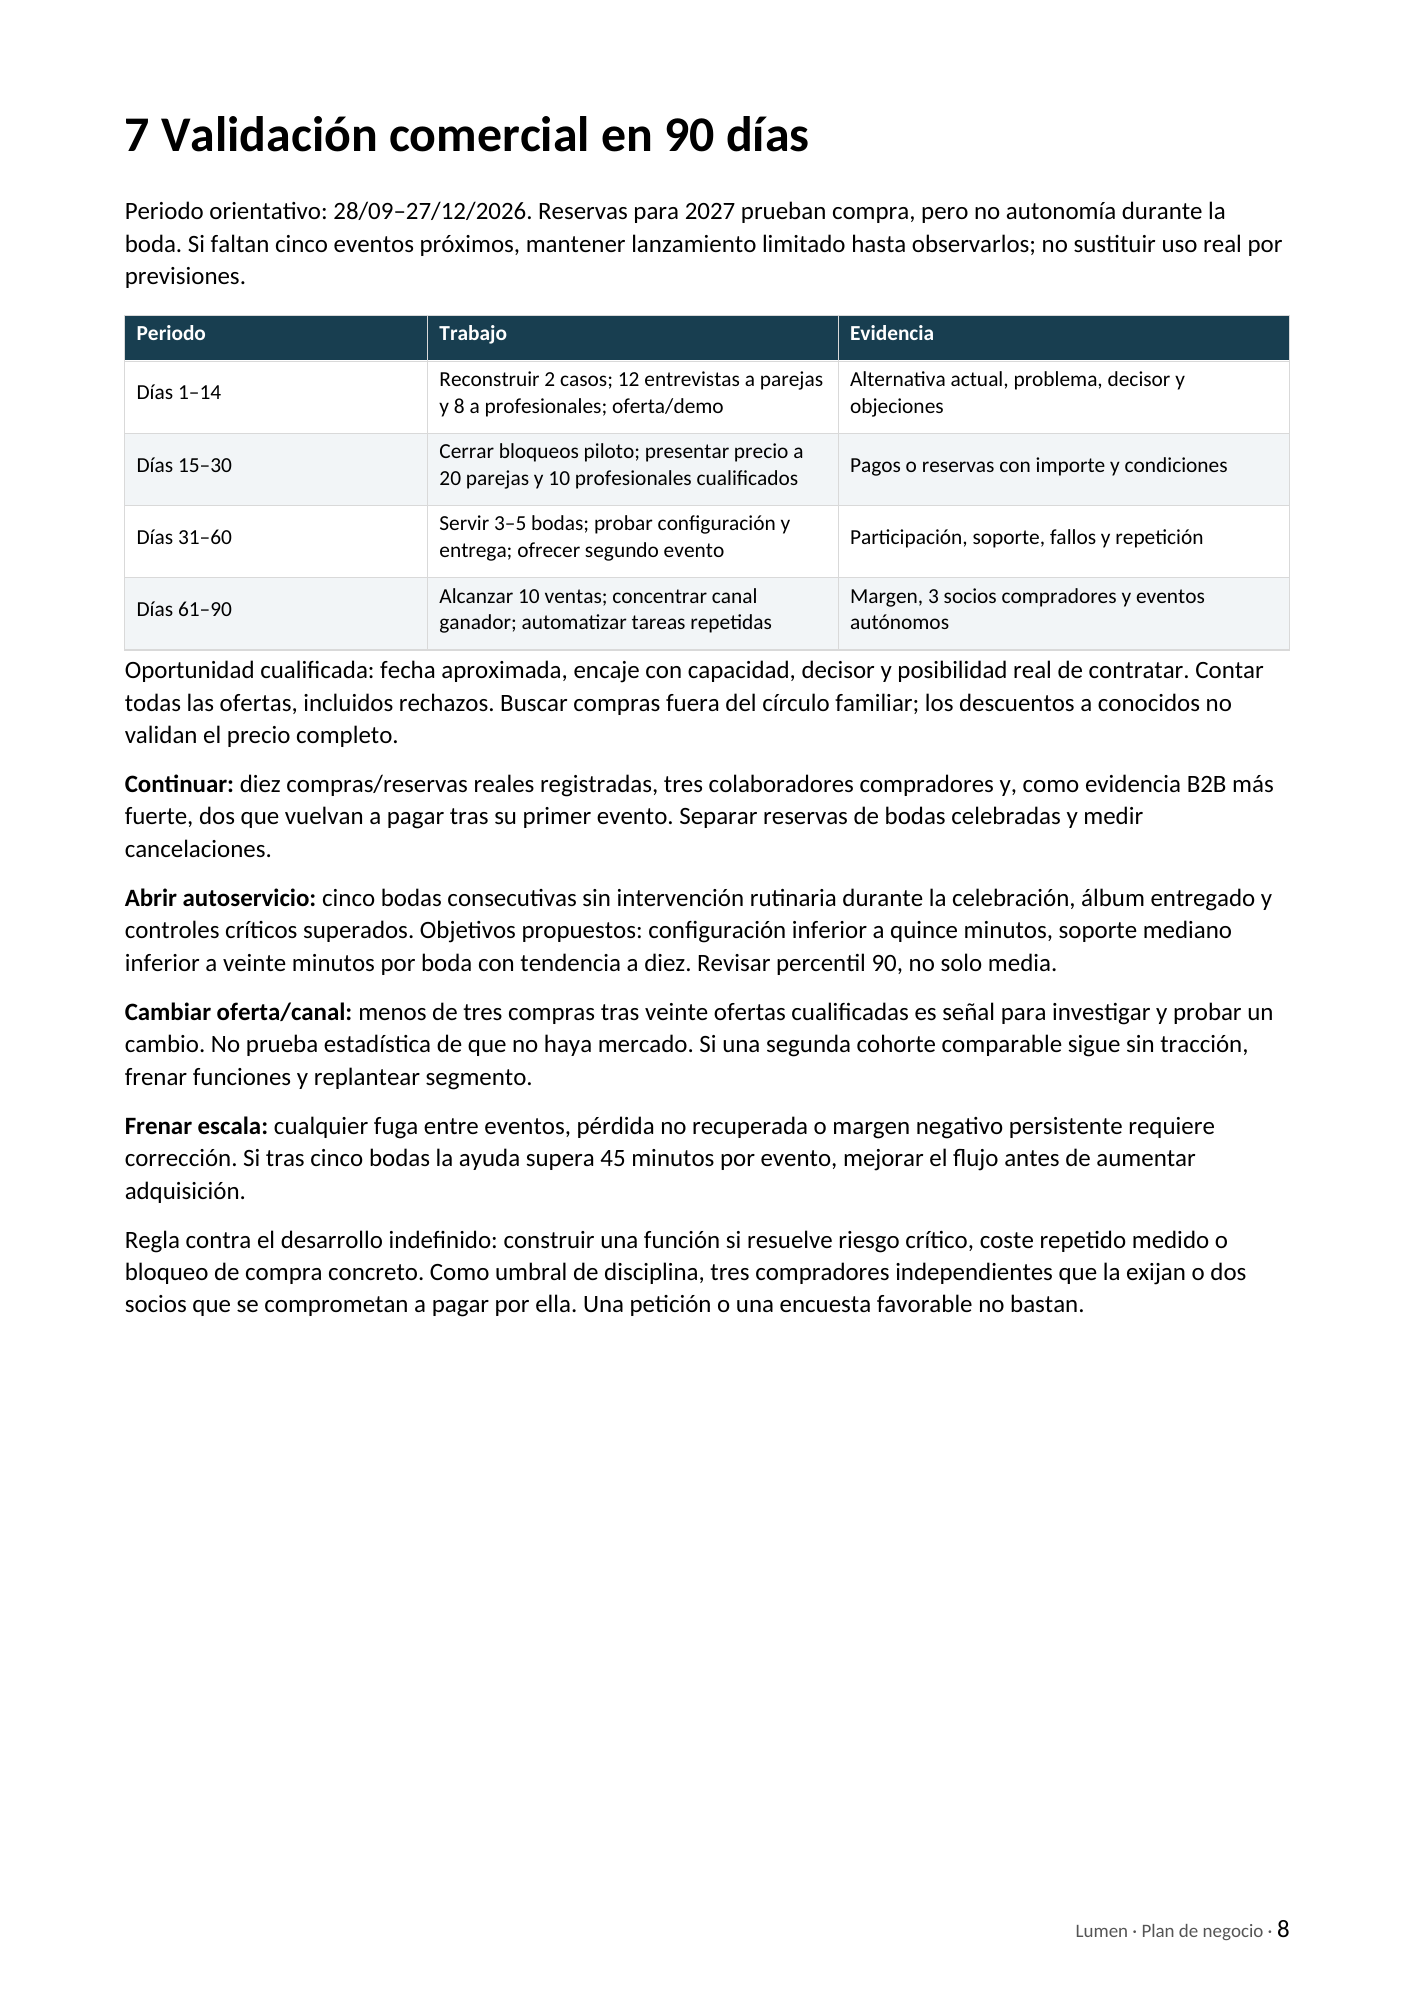 7 Validación comercial en 90 días
Periodo orientativo: 28/09–27/12/2026. Reservas para 2027 prueban compra, pero no autonomía durante la
boda. Si faltan cinco eventos próximos, mantener lanzamiento limitado hasta observarlos; no sustituir uso real por
previsiones.
Periodo Trabajo Evidencia
Días 1–14
Reconstruir 2 casos; 12 entrevistas a parejas
y 8 a profesionales; oferta/demo
Alternativa actual, problema, decisor y
objeciones
Días 15–30
Cerrar bloqueos piloto; presentar precio a
20 parejas y 10 profesionales cualificados
Pagos o reservas con importe y condiciones
Días 31–60
Servir 3–5 bodas; probar configuración y
entrega; ofrecer segundo evento
Participación, soporte, fallos y repetición
Días 61–90
Alcanzar 10 ventas; concentrar canal
ganador; automatizar tareas repetidas
Margen, 3 socios compradores y eventos
autónomos
Oportunidad cualificada: fecha aproximada, encaje con capacidad, decisor y posibilidad real de contratar. Contar
todas las ofertas, incluidos rechazos. Buscar compras fuera del círculo familiar; los descuentos a conocidos no
validan el precio completo.
Continuar: diez compras/reservas reales registradas, tres colaboradores compradores y, como evidencia B2B más
fuerte, dos que vuelvan a pagar tras su primer evento. Separar reservas de bodas celebradas y medir
cancelaciones.
Abrir autoservicio: cinco bodas consecutivas sin intervención rutinaria durante la celebración, álbum entregado y
controles críticos superados. Objetivos propuestos: configuración inferior a quince minutos, soporte mediano
inferior a veinte minutos por boda con tendencia a diez. Revisar percentil 90, no solo media.
Cambiar oferta/canal: menos de tres compras tras veinte ofertas cualificadas es señal para investigar y probar un
cambio. No prueba estadística de que no haya mercado. Si una segunda cohorte comparable sigue sin tracción,
frenar funciones y replantear segmento.
Frenar escala: cualquier fuga entre eventos, pérdida no recuperada o margen negativo persistente requiere
corrección. Si tras cinco bodas la ayuda supera 45 minutos por evento, mejorar el flujo antes de aumentar
adquisición.
Regla contra el desarrollo indefinido: construir una función si resuelve riesgo crítico, coste repetido medido o
bloqueo de compra concreto. Como umbral de disciplina, tres compradores independientes que la exijan o dos
socios que se comprometan a pagar por ella. Una petición o una encuesta favorable no bastan.
Lumen · Plan de negocio · 8